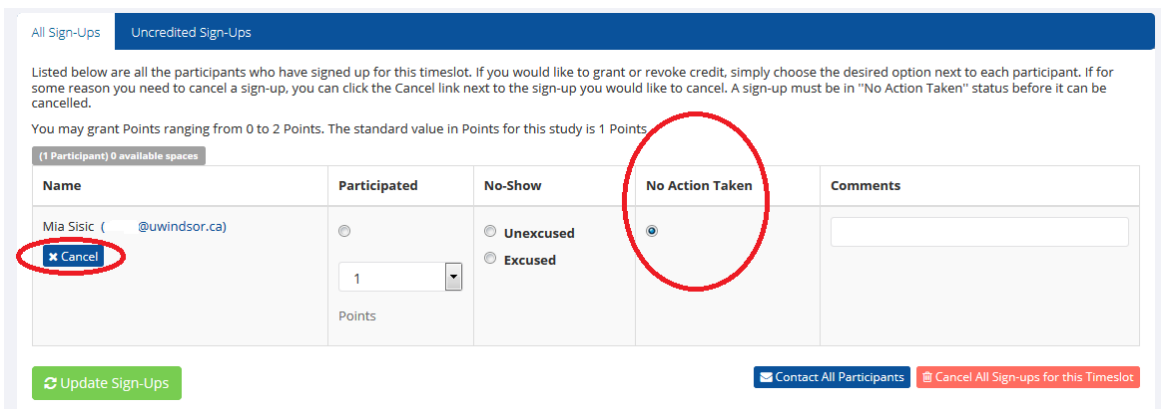 All Sign-Ups Uncredited Sign-Ups
Listed below are all the participants who have signed up for this timeslot. If you would like to grant or revoke credit, simply choose the desired option next to each participant. If for
some reason you need to cancel a sign-up, you can click the Cancel link next to the sign-up you would like to cancel. A sign-up must be in "No Action Taken" status before it can be
cancelled.
You may grant Points ranging from 0 to 2 Points. The standard value in Points for this study is 1 Points
(1 Participant) 0 available spaces
Name Participated No-Show No Action Taken Comments
Mia Sisic ( @uwindsor.ca) Unexcused
Cancel Excused
1
Points
Update Sign-Ups Contact All Participants Cancel All Sign-ups for this Timeslot